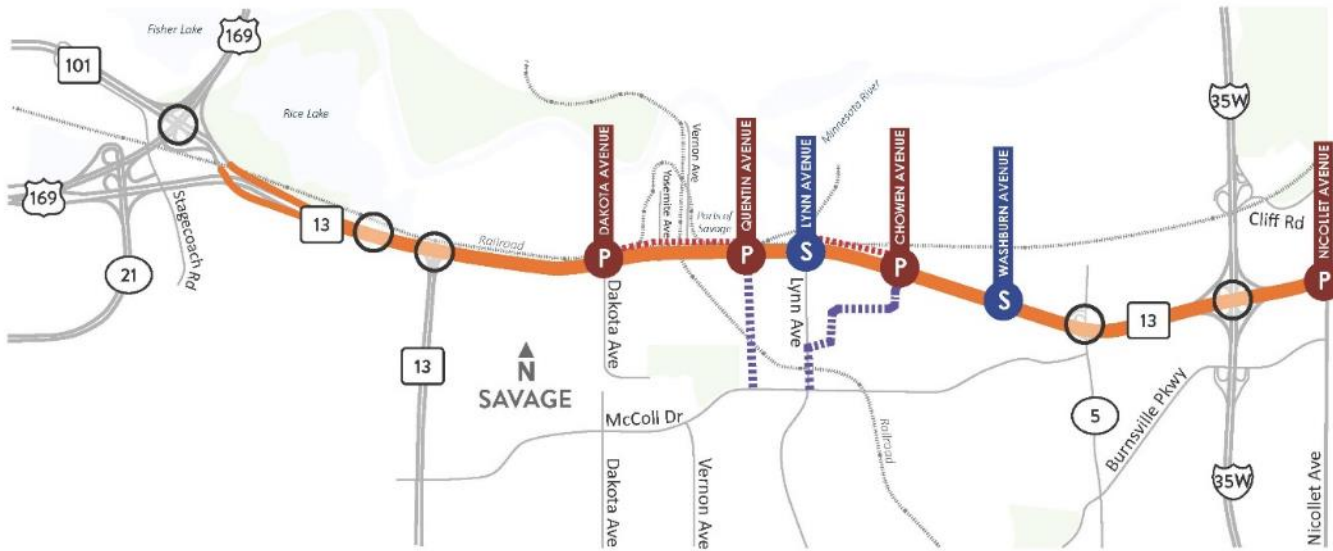 Fisher Lake
169
101
Rice Lake
169
Stagecoach Rd
21
13
Railroad
13
DAKOTA AVENUE
P
Dakota Ave
Yosemite Ave
Vernon Ave
Ports of
Savage
QUENTIN AVENUE
P
LYNN AVENUE
S
Lynn Ave
Minnesota River
CHOWEN AVENUE
P
WASHBURN AVENUE
S
13
35W
Cliff Rd
NICOLLET AVENUE
P
N
SAVAGE
McColl Dr
Dakota Ave
Vernon Ave
Railroad
5
Burnsville Pkwy
35W
Nicollet Ave